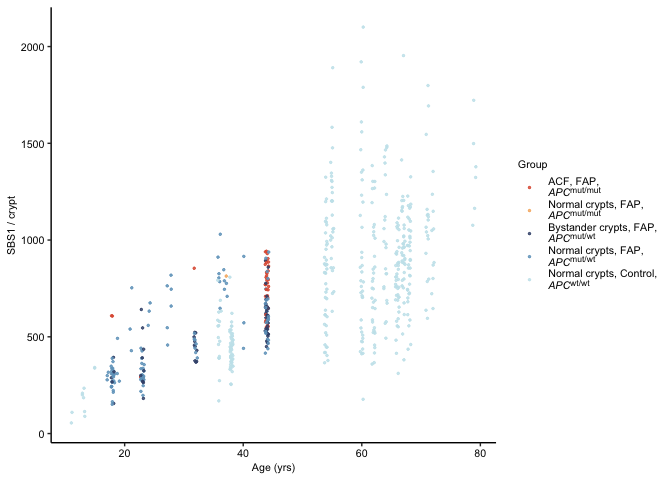 2000
1500
1000
500
0
SBS1 / crypt
20
40
60
80
Age (yrs)
Group
ACF, FAP,
APCmut/mut
Normal crypts, FAP,
APCmut/mut
Bystander crypts, FAP,
APCmut/wt
Normal crypts, FAP,
APCmut/wt
Normal crypts, Control,
APCwt/wt